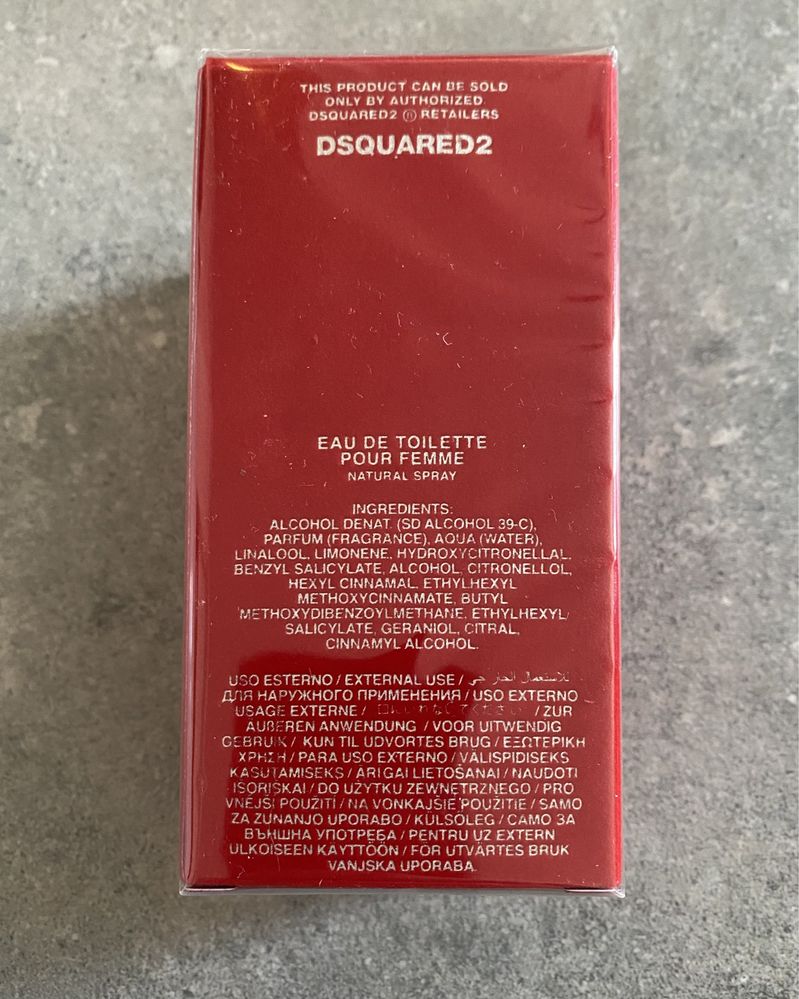 THIS PRODUCT CAN BE SOLD
ONLY BY AUTHORIZED
DSQUARED2 ® RETAILERS
DSQUARED2
EAU DE TOILETTE
POUR FEMME
NATURAL SPRAY
INGREDIENTS:
ALCOHOL DENAT. (SD ALCOHOL 39-C),
PARFUM (FRAGRANCE), AQUA (WATER),
LINALOOL, LIMONENE, HYDROXYCITRONELLAL,
BENZYL SALICYLATE, ALCOHOL, CITRONELLOL,
HEXYL CINNAMAL, ETHYLHEXYL
METHOXYCINNAMATE, BUTYL
METHOXYDIBENZOYLMETHANE, ETHYLHEXYL
SALICYLATE, GERANIOL, CITRAL,
CINNAMYL ALCOHOL.
USO ESTERNO / EXTERNAL USE / للاستعمال الخارجي /
ДЛЯ НАРУЖНОГО ПРИМЕНЕНИЯ / USO EXTERNO
USAGE EXTERNE / / ZUR
AUßEREN ANWENDUNG / VOOR UITWENDIG
GEBRUIK / KUN TIL UDVORTES BRUG / ΕΞΩΤΕΡΙΚΗ
ΧΡΗΣΗ / PARA USO EXTERNO / VÄLISPIDISEKS
KASUTAMISEKS / ĀRĪGAI LIETOŠANAI / NAUDOTI
IŠORIŠKAI / DO UŻYTKU ZEWNĘTRZNEGO / PRO
VNĚJŠÍ POUŽITÍ / NA VONKAJŠIE POUŽITIE / SAMO
ZA ZUNANJO UPORABO / KÜLSŐLEG / САМО ЗА
ВЪНШНА УПОТРЕБА / PENTRU UZ EXTERN
ULKOISEEN KÄYTTÖÖN / FÖR UTVÄRTES BRUK
VANJSKA UPORABA.